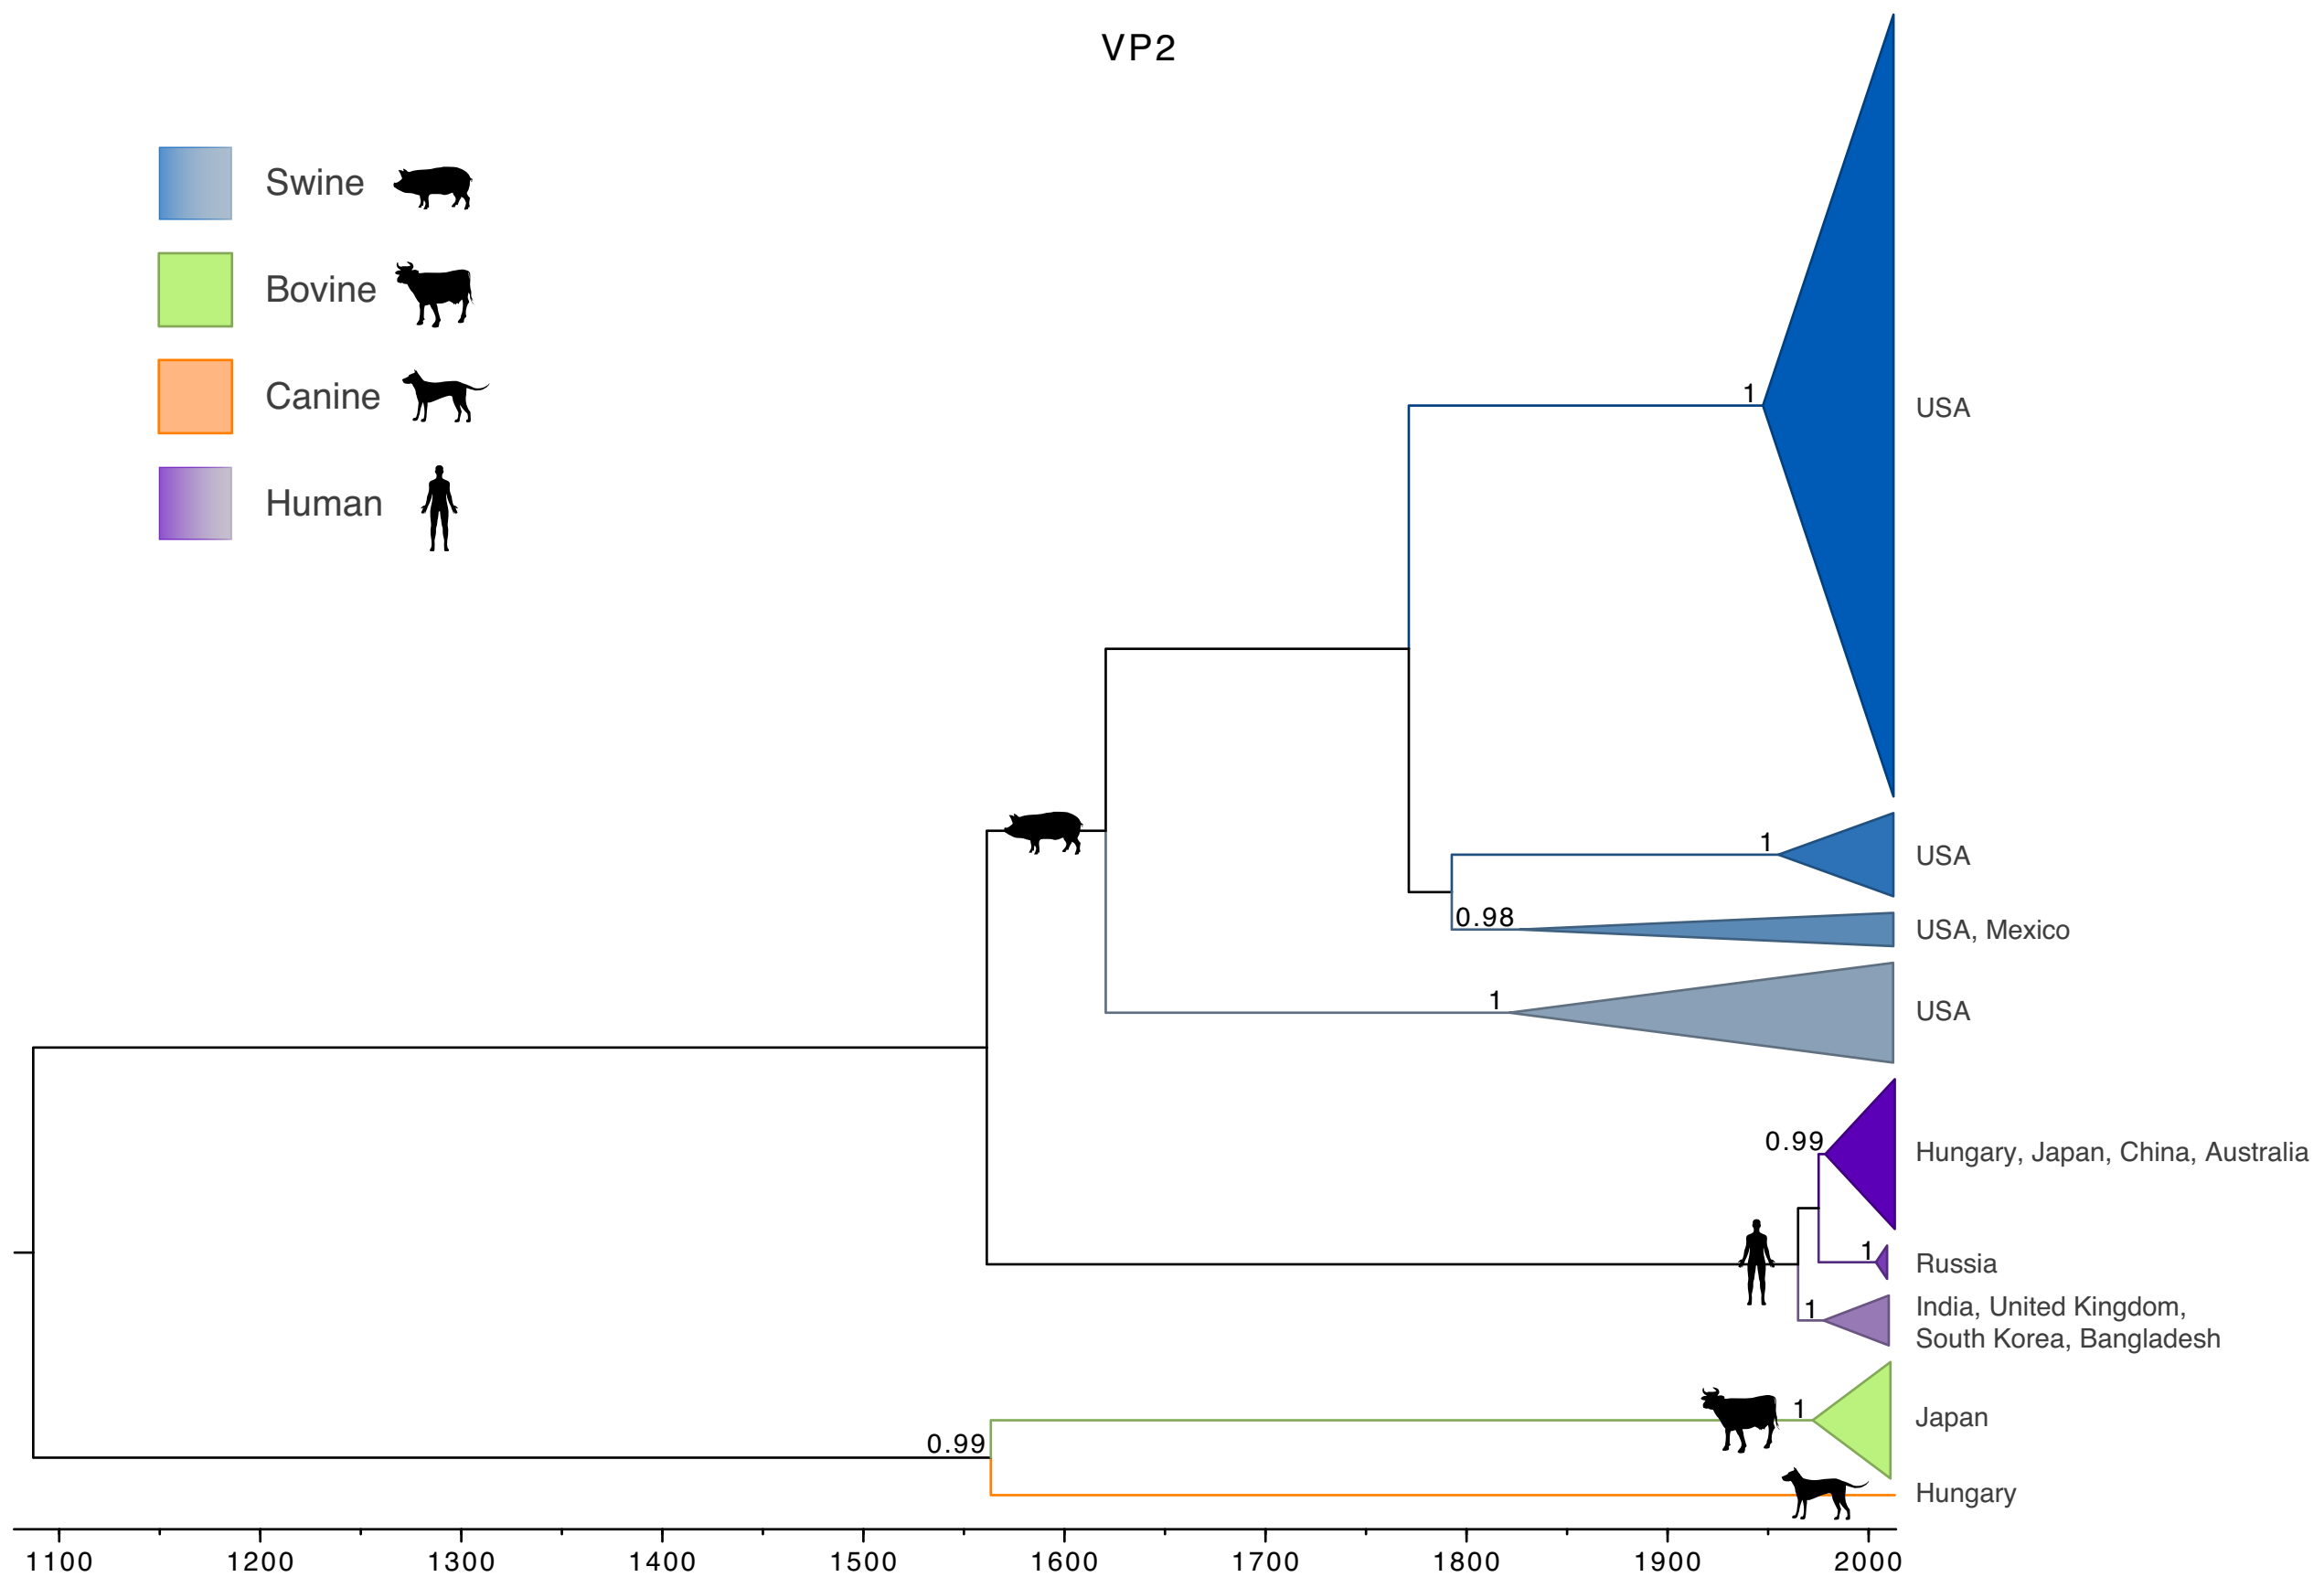 VP2
Swine
Bovine
Canine
Human
1
USA
1
USA
0.98
USA, Mexico
1
USA
0.99
Hungary, Japan, China, Australia
1
Russia
1
India, United Kingdom,
South Korea, Bangladesh
1
Japan
0.99
Hungary
1100 1200 1300 1400 1500 1600 1700 1800 1900 2000